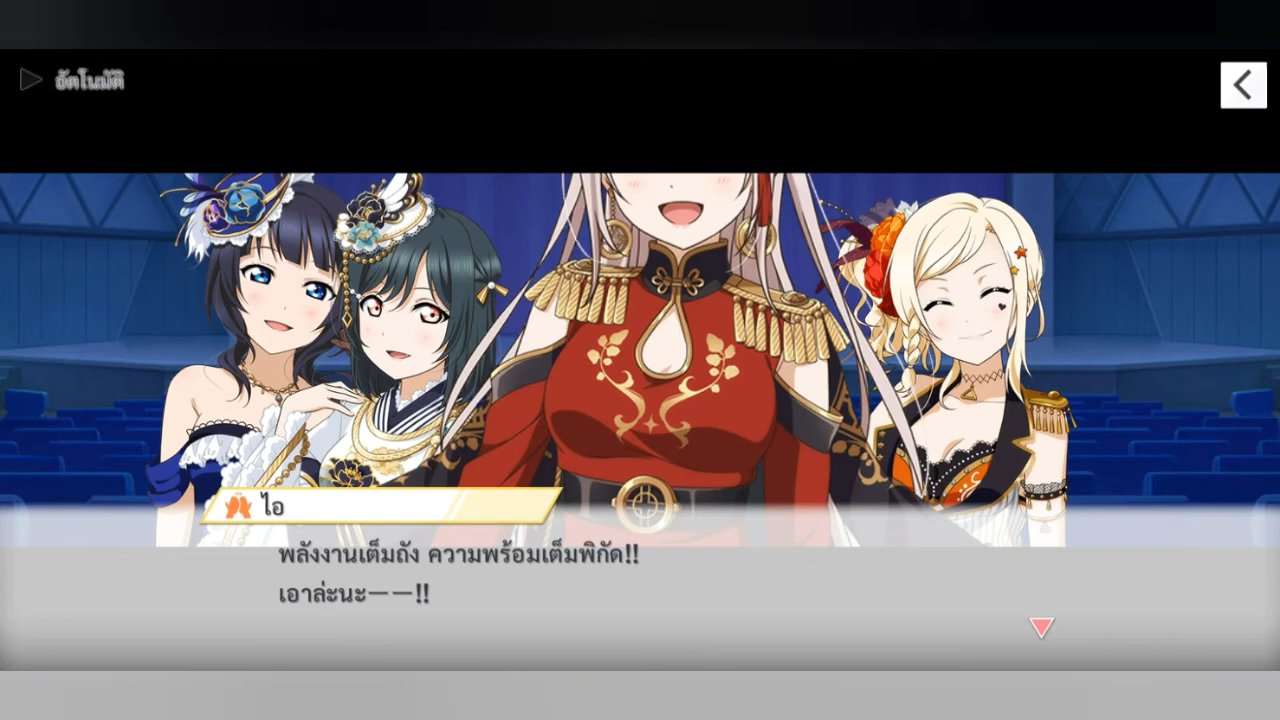 อัตโนมัติ
ไอ
พลังงานเต็มถัง ความพร้อมเต็มพิกัด!!
เอาล่ะนะ——!!